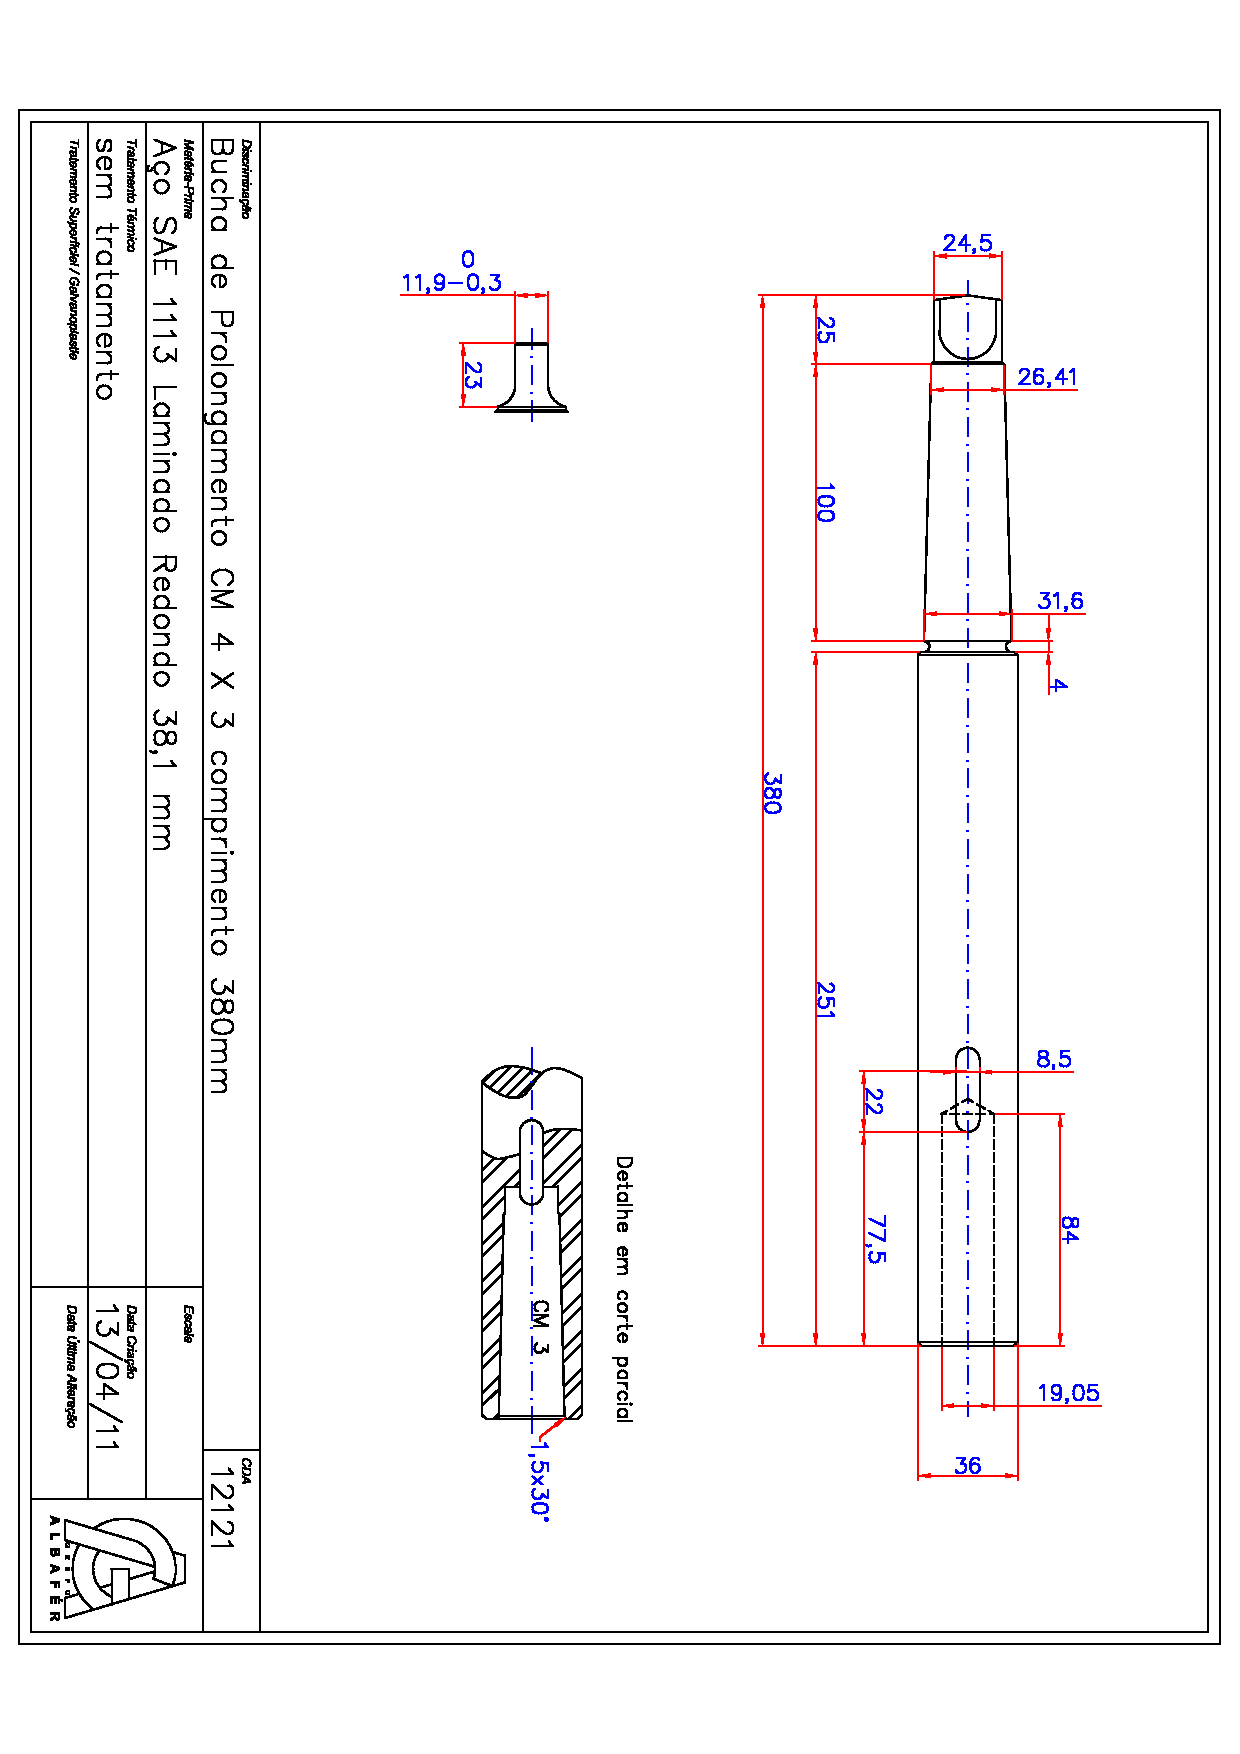 24,5
25
26,41
100
31,6
4
380
251
8,5
22
84
77,5
19,05
36
0
11,9-0,3
23
Detalhe em corte parcial
CM 3
1,5x30°
Discriminação
Bucha de Prolongamento CM 4 X 3 comprimento 380mm
CDA
12121
Matéria-Prima
Aço SAE 1113 Laminado Redondo 38,1 mm
Escala
Tratamento Térmico
sem tratamento
Data Criação
13/04/11
Tratamento Superficial / Galvanoplastia
Data Última Alteração
ALBAFÉR